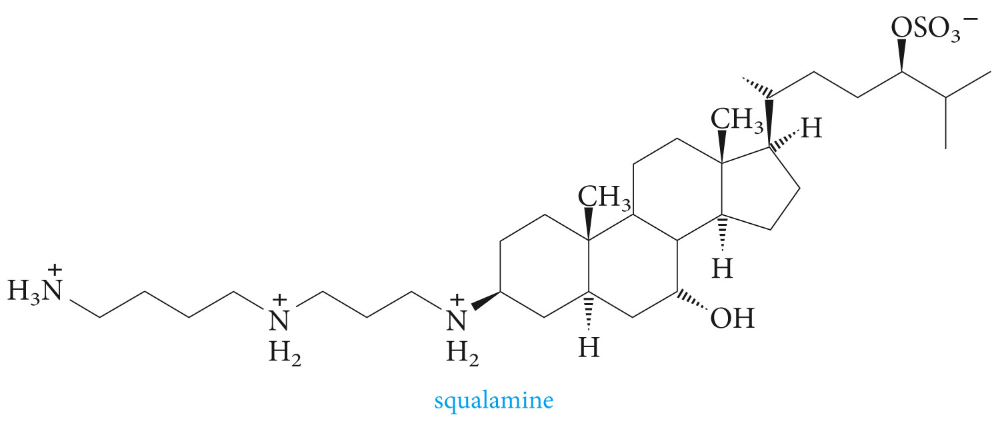 OSO₃⁻
CH₃
H
CH₃
H₃N⁺
N⁺
H₂
N⁺
H₂
H
OH
H
squalamine